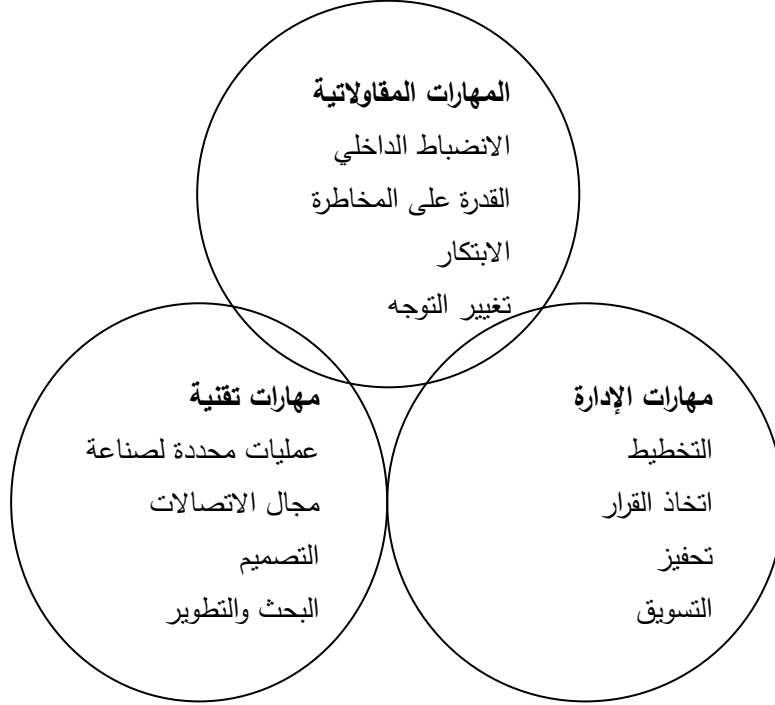 المهارات المقاولاتية
الانضباط الداخلي
القدرة على المخاطرة
الابتكار
تغيير التوجه
مهارات الإدارة
التخطيط
اتخاذ القرار
تحفيز
التسويق
مهارات تقتية
عمليات محددة لصناعة
مجال الاتصالات
التصميم
البحث والتطوير